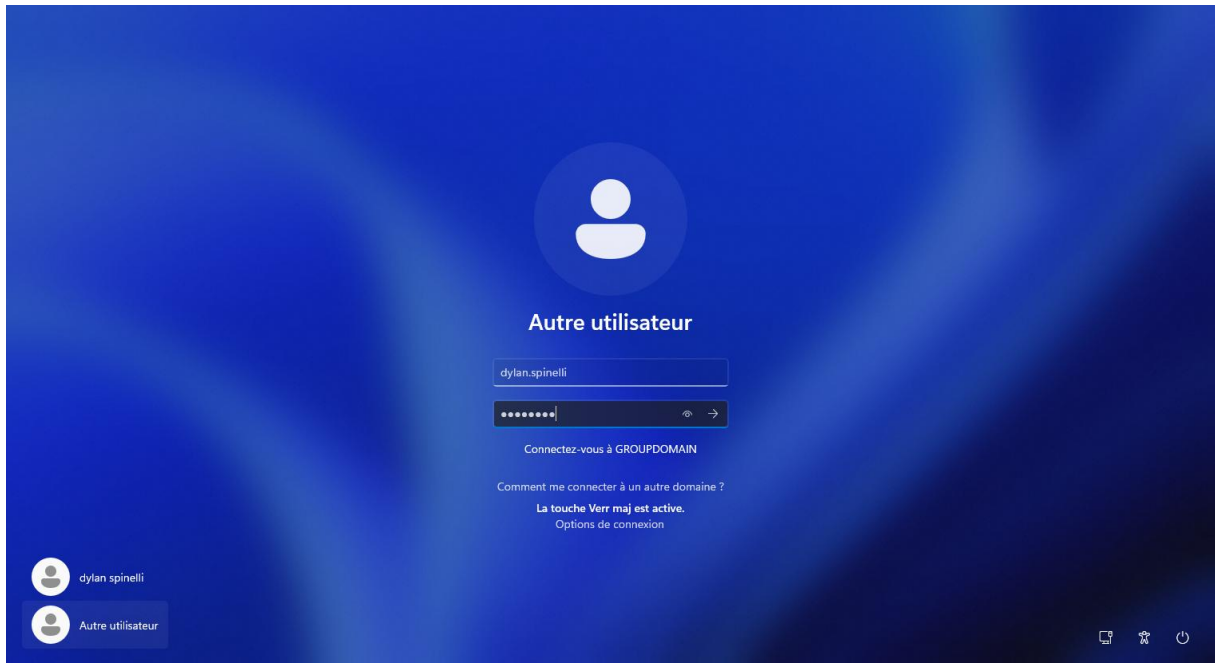 Autre utilisateur
dylan.spinelli
Connectez-vous à GROUPDOMAIN
Comment me connecter à un autre domaine ?
La touche Verr maj est active.
Options de connexion
dylan spinelli
Autre utilisateur